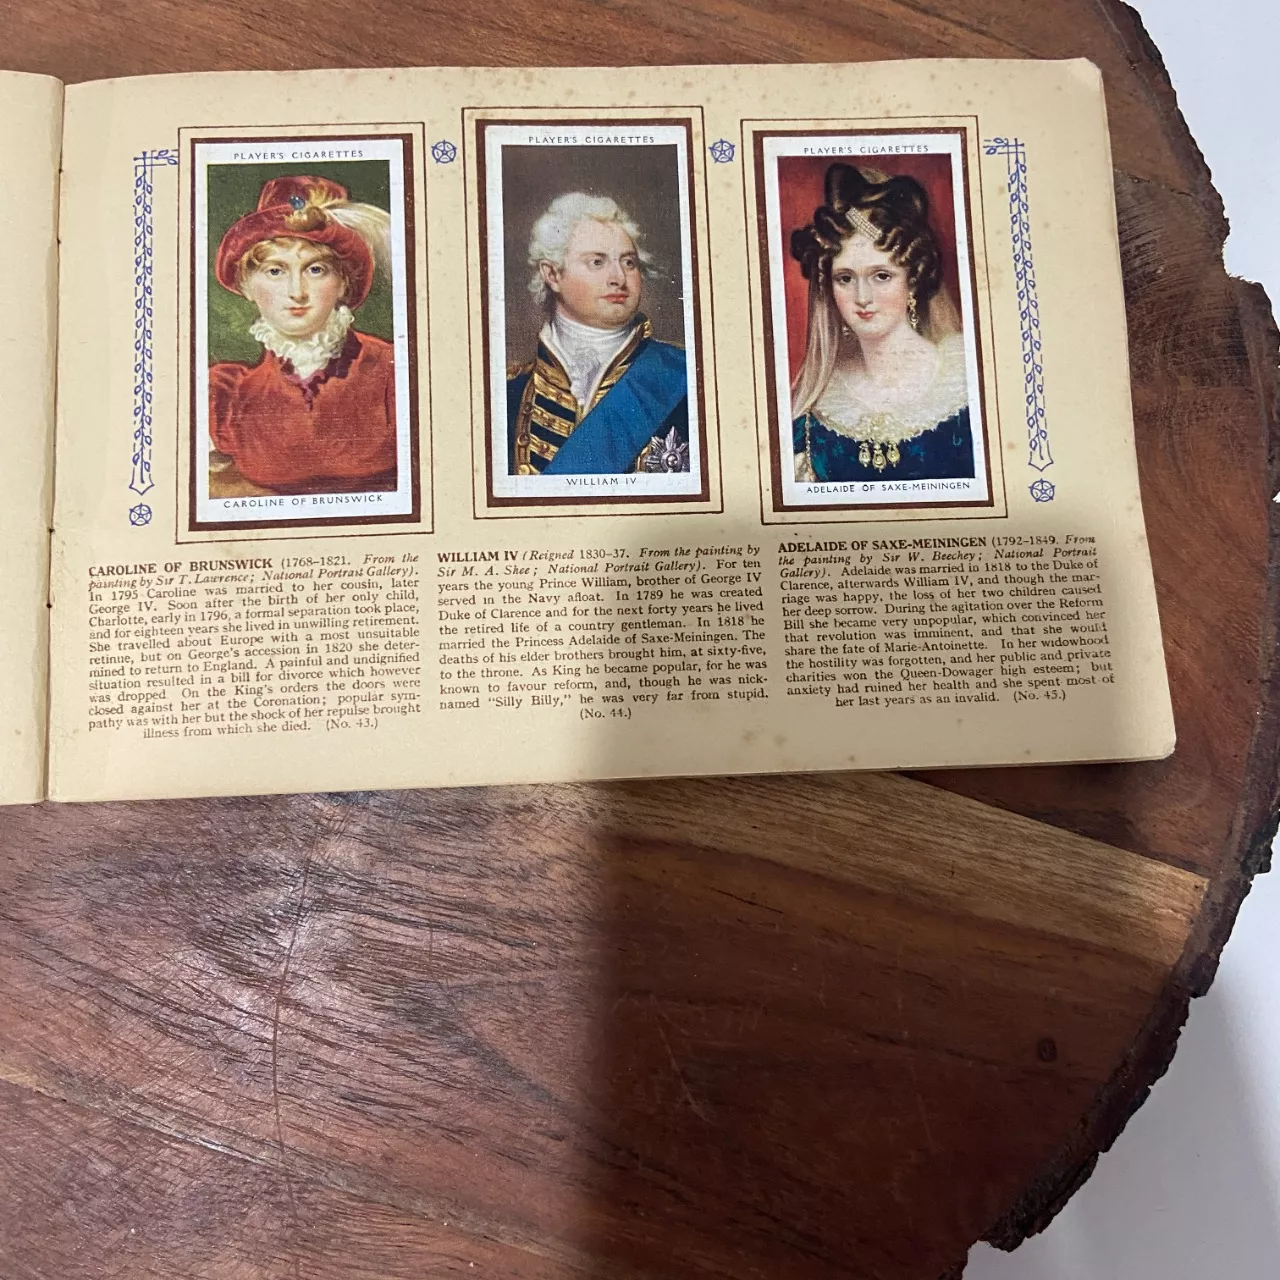 PLAYER'S CIGARETTES
CAROLINE OF BRUNSWICK
PLAYER'S CIGARETTES
WILLIAM IV
PLAYER'S CIGARETTES
ADELAIDE OF SAXE-MEININGEN
CAROLINE OF BRUNSWICK (1768–1821. From the
painting by Sir T. Lawrence; National Portrait Gallery).
In 1795 Caroline was married to her cousin, later
George IV. Soon after the birth of her only child,
Charlotte, early in 1796, a formal separation took place,
and for eighteen years she lived in unwilling retirement.
She travelled about Europe with a most unsuitable
retinue, but on George's accession in 1820 she deter-
mined to return to England. A painful and undignified
situation resulted in a bill for divorce which however
was dropped. On the King's orders the doors were
closed against her at the Coronation; popular sym-
pathy was with her but the shock of her repulse brought
illness from which she died. (No. 43.)
WILLIAM IV (Reigned 1830–37. From the painting by
Sir M. A. Shee; National Portrait Gallery). For ten
years the young Prince William, brother of George IV
served in the Navy afloat. In 1789 he was created
Duke of Clarence and for the next forty years he lived
the retired life of a country gentleman. In 1818 he
married the Princess Adelaide of Saxe-Meiningen. The
deaths of his elder brothers brought him, at sixty-five,
to the throne. As King he became popular, for he was
known to favour reform, and, though he was nick-
named "Silly Billy," he was very far from stupid.
(No. 44.)
ADELAIDE OF SAXE-MEININGEN (1792–1849. From
the painting by Sir W. Beechey; National Portrait
Gallery). Adelaide was married in 1818 to the Duke of
Clarence, afterwards William IV, and though the mar-
riage was happy, the loss of her two children caused
her deep sorrow. During the agitation over the Reform
Bill she became very unpopular, which convinced her
that revolution was imminent, and that she would
share the fate of Marie-Antoinette. In her widowhood
the hostility was forgotten, and her public and private
charities won the Queen-Dowager high esteem; but
anxiety had ruined her health and she spent most of
her last years as an invalid. (No. 45.)